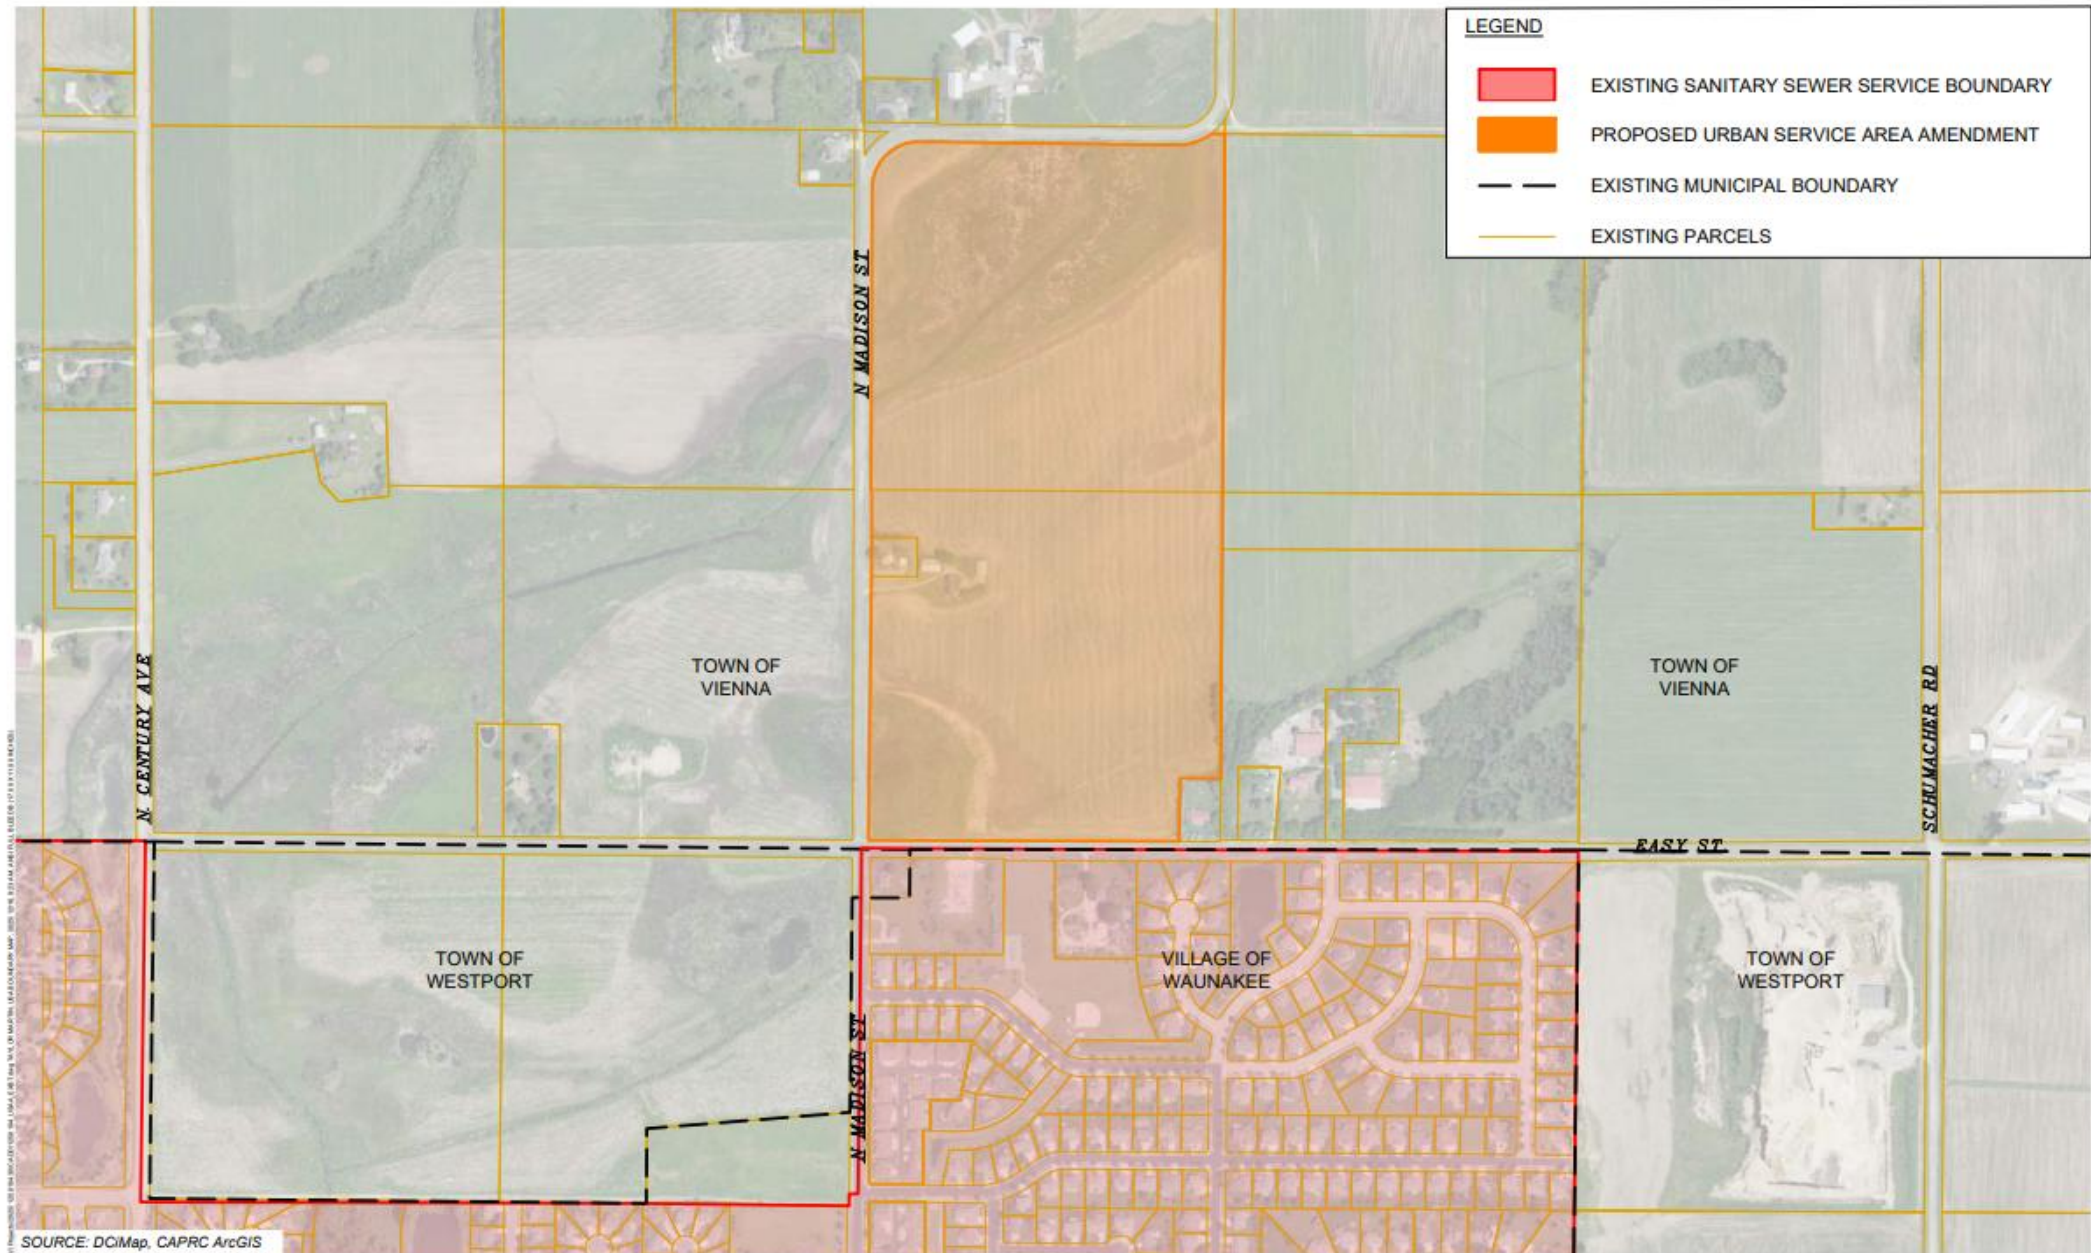 LEGEND
EXISTING SANITARY SEWER SERVICE BOUNDARY
PROPOSED URBAN SERVICE AREA AMENDMENT
EXISTING MUNICIPAL BOUNDARY
EXISTING PARCELS
N MADISON ST
TOWN OF
VIENNA
TOWN OF
VIENNA
N. CENTURY AVE
SCHUMACHER RD
EASY ST
TOWN OF
WESTPORT
VILLAGE OF
WAUNAKEE
TOWN OF
WESTPORT
N MADISON ST
SOURCE: DCiMap, CAPRC ArcGIS